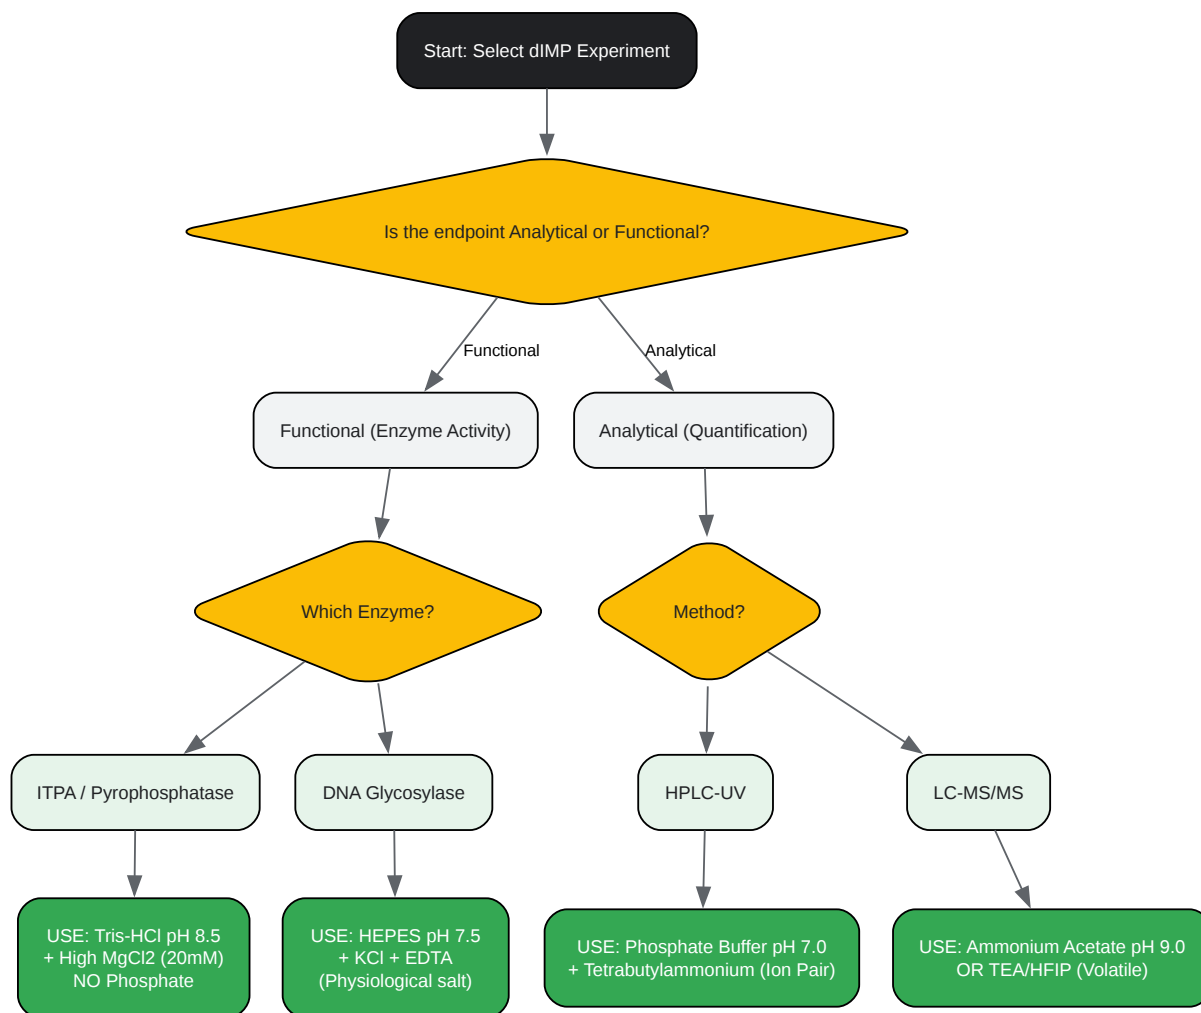 Start: Select dIMP Experiment
Is the endpoint Analytical or Functional?
Functional
Analytical
Functional (Enzyme Activity)
Analytical (Quantification)
Which Enzyme?
Method?
ITPA / Pyrophosphatase
DNA Glycosylase
HPLC-UV
LC-MS/MS
USE: Tris-HCl pH 8.5
+ High MgCl2 (20mM)
NO Phosphate
USE: HEPES pH 7.5
+ KCl + EDTA
(Physiological salt)
USE: Phosphate Buffer pH 7.0
+ Tetrabutylammonium (Ion Pair)
USE: Ammonium Acetate pH 9.0
OR TEA/HFIP (Volatile)